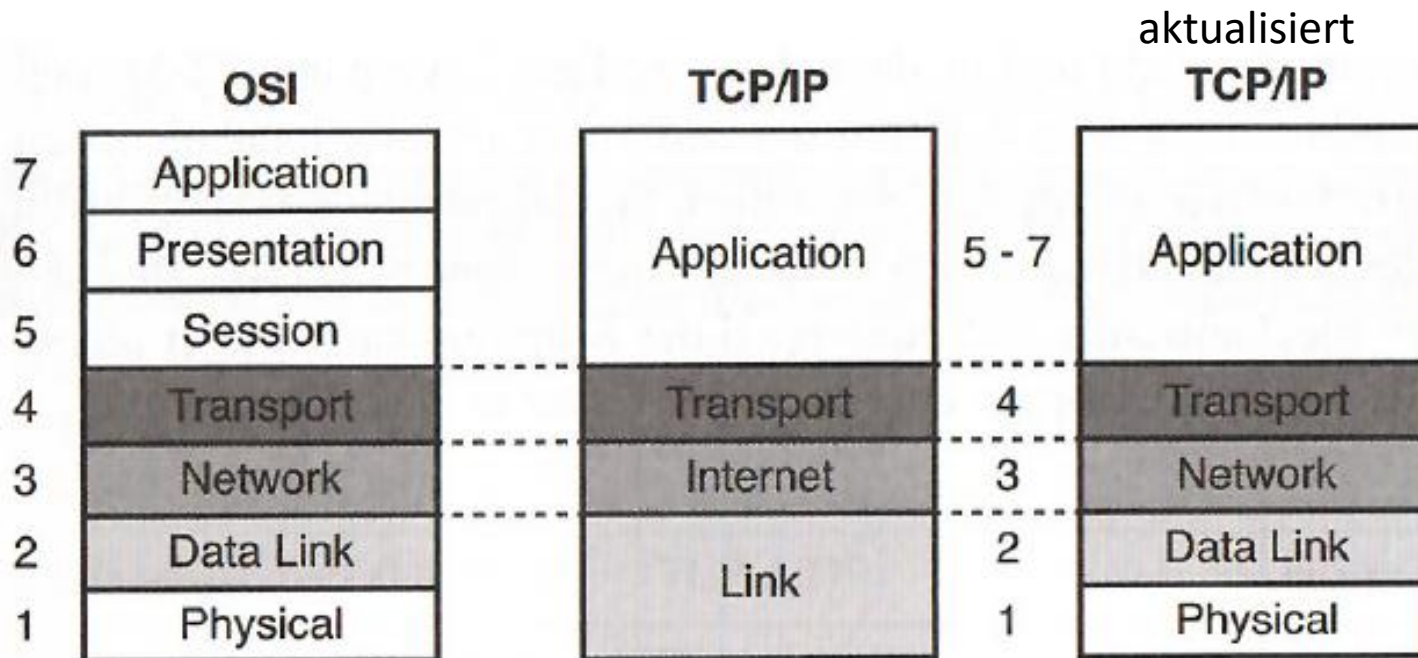 aktualisiert
OSI TCP/IP TCP/IP
7 Application
6 Presentation Application 5 - 7 Application
5 Session
4 Transport Transport 4 Transport
3 Network Internet 3 Network
2 Data Link Link 2 Data Link
1 Physical 1 Physical